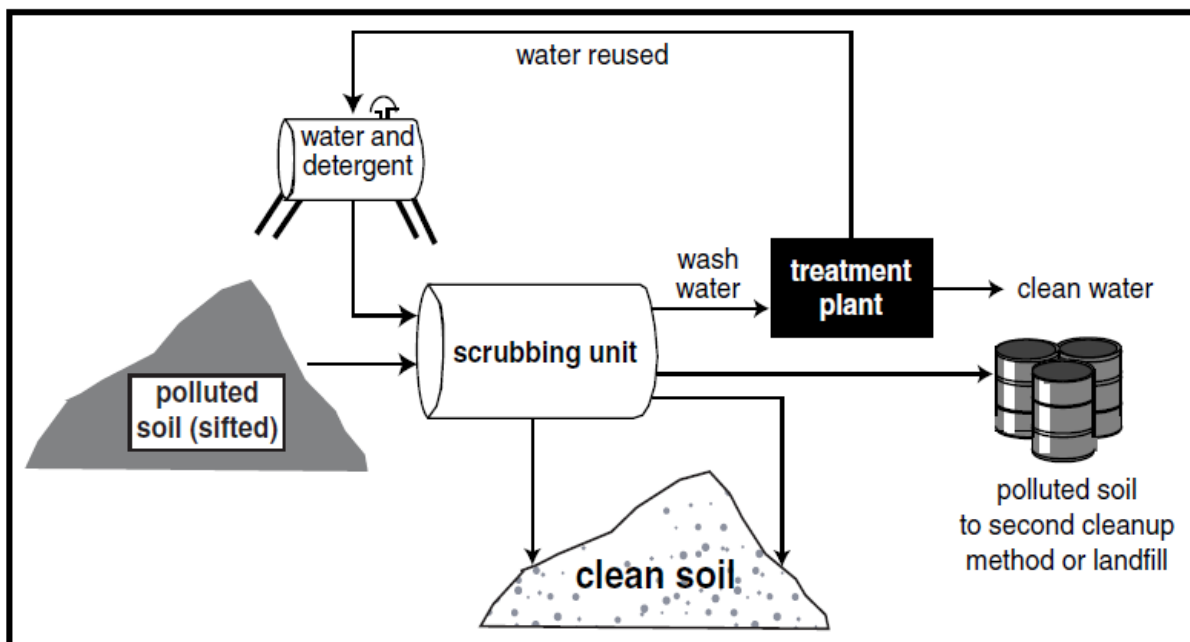 water reused
water and
detergent
wash
water
treatment
plant
clean water
scrubbing unit
polluted
soil (sifted)
polluted soil
to second cleanup
method or landfill
clean soil